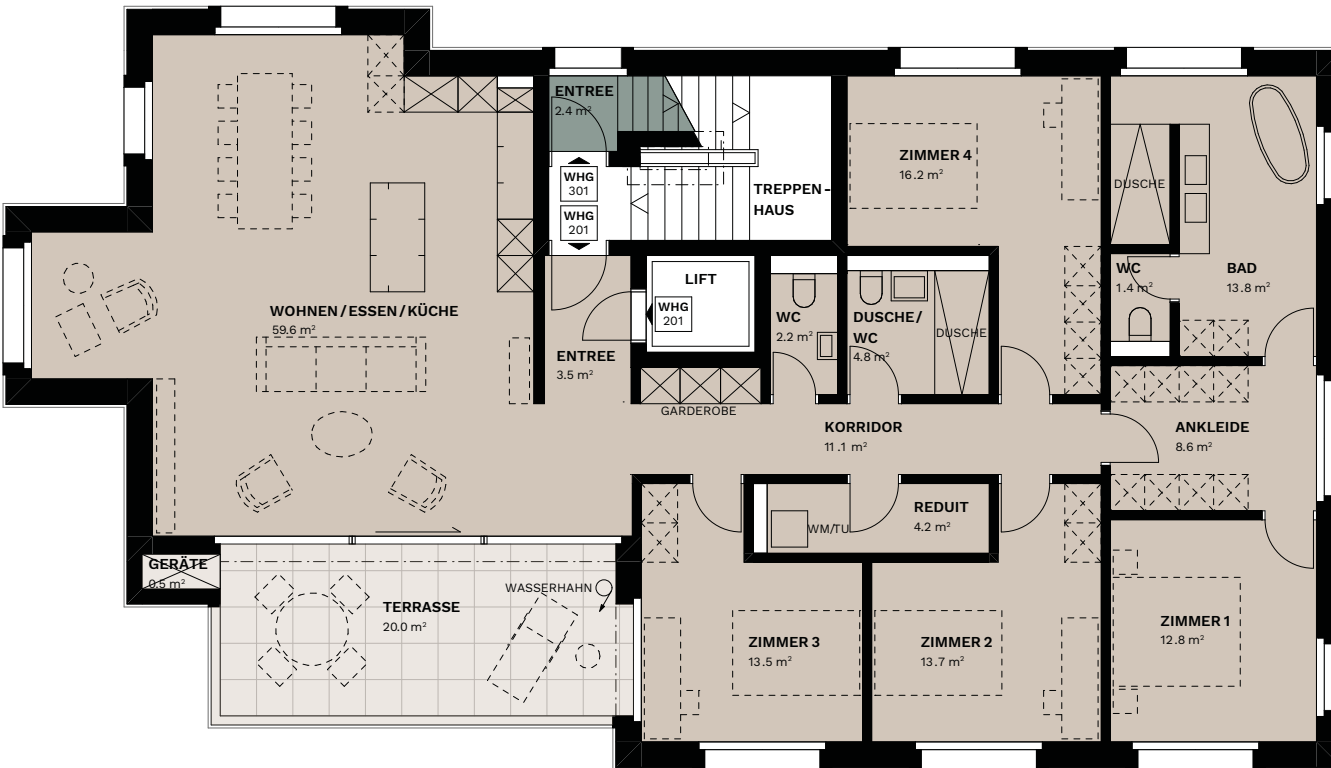 ENTREE
2.4 m²
WHG
301
WHG
201
TREPPEN-
HAUS
ZIMMER 4
16.2 m²
DUSCHE
WC
1.4 m²
BAD
13.8 m²
LIFT
WHG
201
WC
2.2 m²
DUSCHE/
WC
4.8 m²
DUSCHE
WOHNEN/ESSEN/KÜCHE
59.6 m²
ENTREE
3.5 m²
GARDEROBE
KORRIDOR
11.1 m²
ANKLEIDE
8.6 m²
REDUIT
4.2 m²
WM/TU
GERÄTE
0.5 m²
TERRASSE
20.0 m²
WASSERHAHN
ZIMMER 3
13.5 m²
ZIMMER 2
13.7 m²
ZIMMER 1
12.8 m²